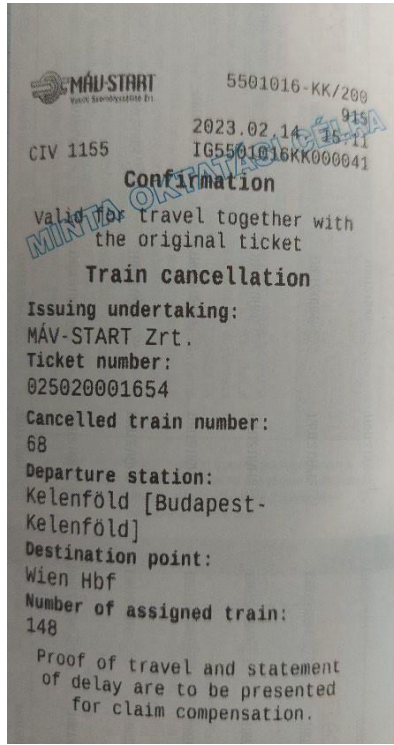 MÁV-START
Vasúti Személyszállító Zrt.
5501016-KK/200
915
2023.02.14. 15:11
CIV 1155
IG5501016KK000041
MINTA OKTATÁSI CÉLRA
Confirmation
Valid for travel together with
the original ticket
Train cancellation
Issuing undertaking:
MÁV-START Zrt.
Ticket number:
025020001654
Cancelled train number:
68
Departure station:
Kelenföld [Budapest-
Kelenföld]
Destination point:
Wien Hbf
Number of assigned train:
148
Proof of travel and statement
of delay are to be presented
for claim compensation.